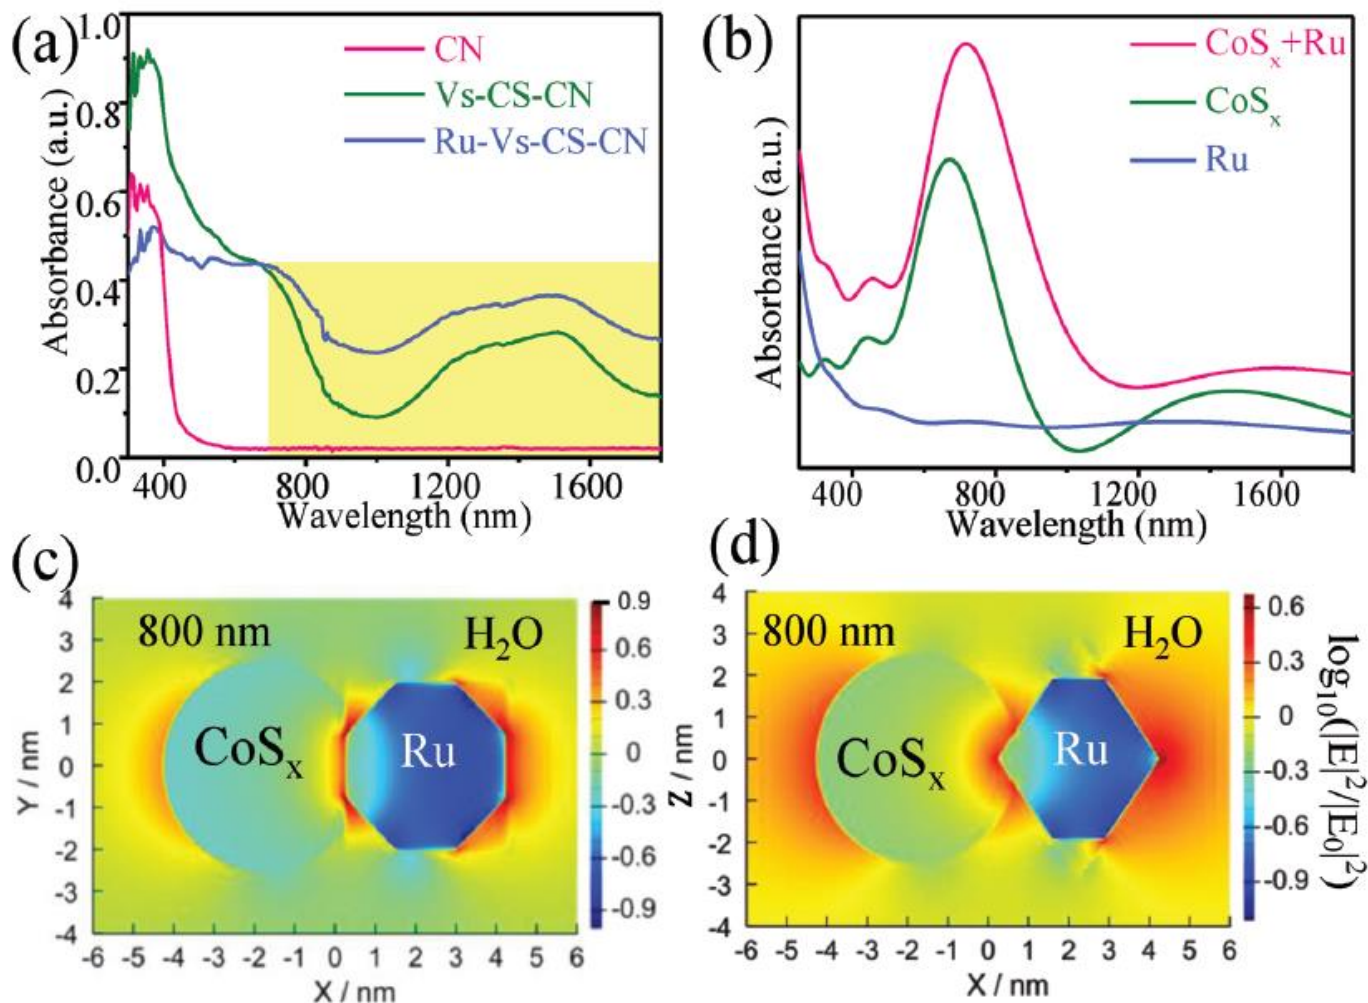 (a)
1.0
0.8
0.6
0.4
0.2
0.0
Absorbance (a.u.)
CN
Vs-CS-CN
Ru-Vs-CS-CN
400 800 1200 1600
Wavelength (nm)
(b)
Absorbance (a.u.)
CoSₓ+Ru
CoSₓ
Ru
400 800 1200 1600
Wavelength (nm)
(c)
4
3
2
1
0
-1
-2
-3
-4
Y / nm
800 nm
H₂O
CoSₓ
Ru
-6 -5 -4 -3 -2 -1 0 1 2 3 4 5 6
X / nm
0.9
0.6
0.3
0
-0.3
-0.6
-0.9
(d)
4
3
2
1
0
-1
-2
-3
-4
Z / nm
800 nm
H₂O
CoSₓ
Ru
-6 -5 -4 -3 -2 -1 0 1 2 3 4 5 6
X / nm
0.6
0.3
0
-0.3
-0.6
-0.9
log₁₀(|E|²/|E₀|²)